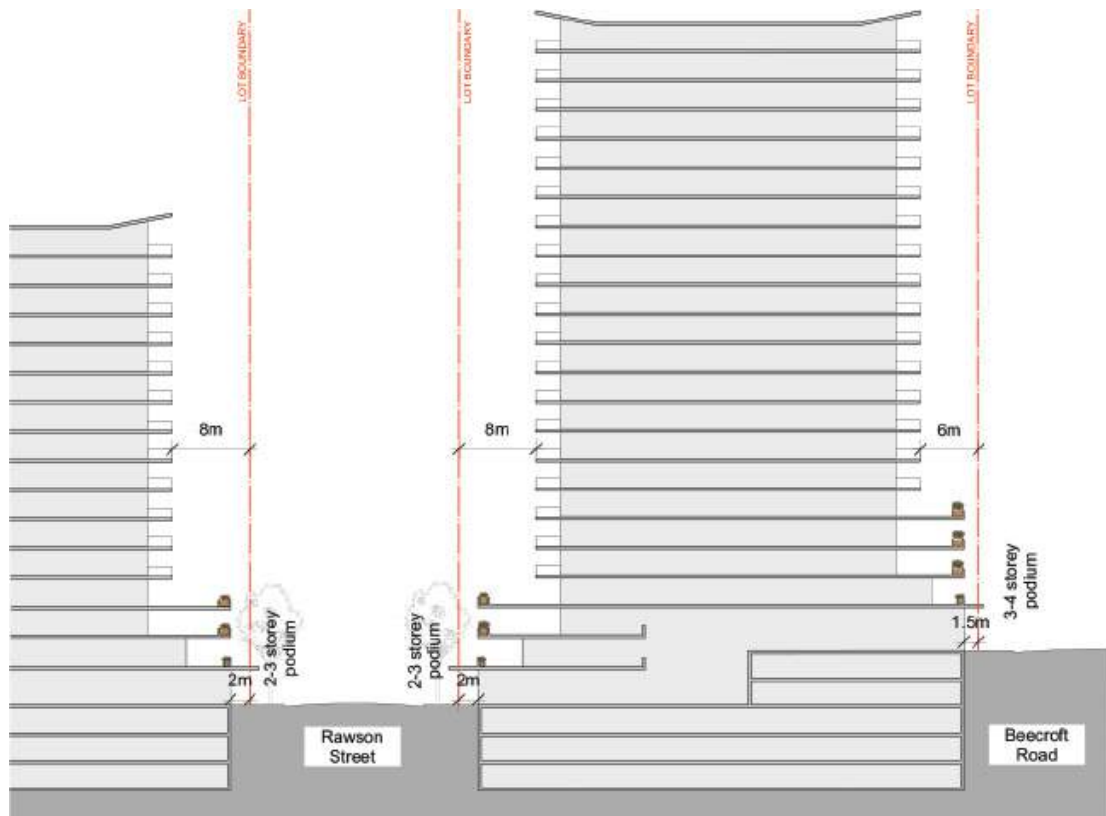 LOT BOUNDARY
LOT BOUNDARY
LOT BOUNDARY
8m
8m
6m
2-3 storey
podium
2m
2-3 storey
podium
2m
3-4 storey
podium
1.5m
Rawson
Street
Beecroft
Road